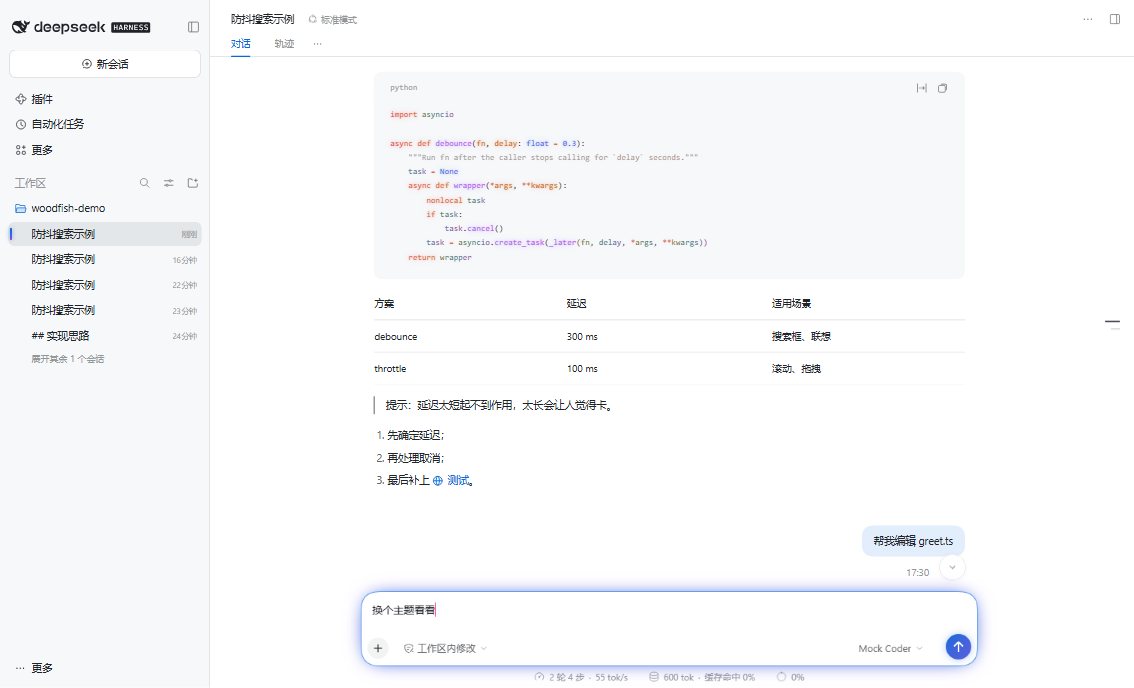 deepseek HARNESS
新会话
插件
自动化任务
更多
工作区
woodfish-demo
防抖搜索示例 刚刚
防抖搜索示例 16分钟
防抖搜索示例 22分钟
防抖搜索示例 23分钟
## 实现思路 24分钟
展开其余 1 个会话
更多
防抖搜索示例 标准模式
对话 轨迹
python
import asyncio
async def debounce(fn, delay: float = 0.3):
"""Run fn after the caller stops calling for `delay` seconds."""
task = None
async def wrapper(*args, **kwargs):
nonlocal task
if task:
task.cancel()
task = asyncio.create_task(_later(fn, delay, *args, **kwargs))
return wrapper
方案 延迟 适用场景
debounce 300 ms 搜索框、联想
throttle 100 ms 滚动、拖拽
提示：延迟太短起不到作用，太长会让人觉得卡。
1. 先确定延迟；
2. 再处理取消；
3. 最后补上 测试。
帮我编辑 greet.ts
17:30
换个主题看看
工作区内修改 Mock Coder
2 轮 4 步 · 55 tok/s 600 tok · 缓存命中 0% 0%